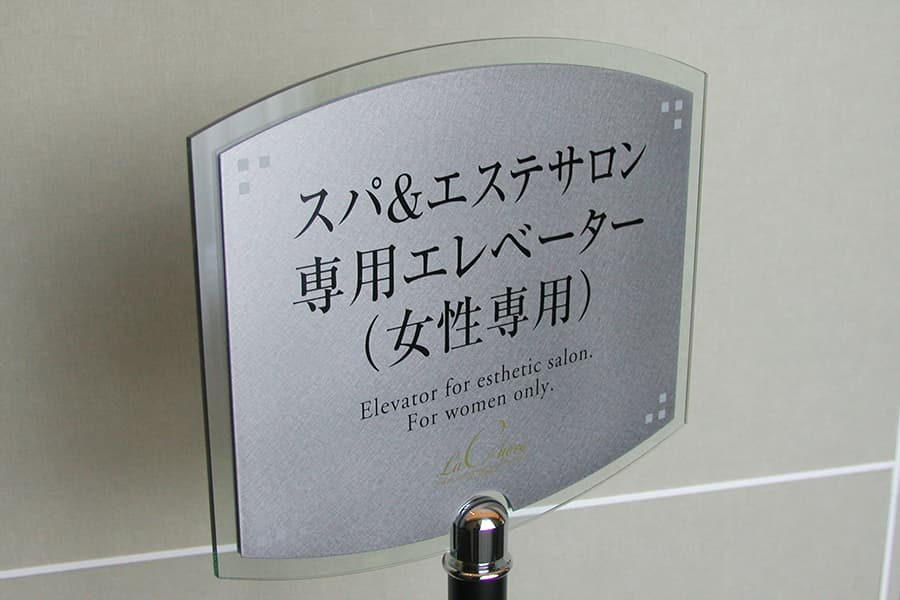 スパ&エステサロン
専用エレベーター
（女性専用）
Elevator for esthetic salon.
For women only.